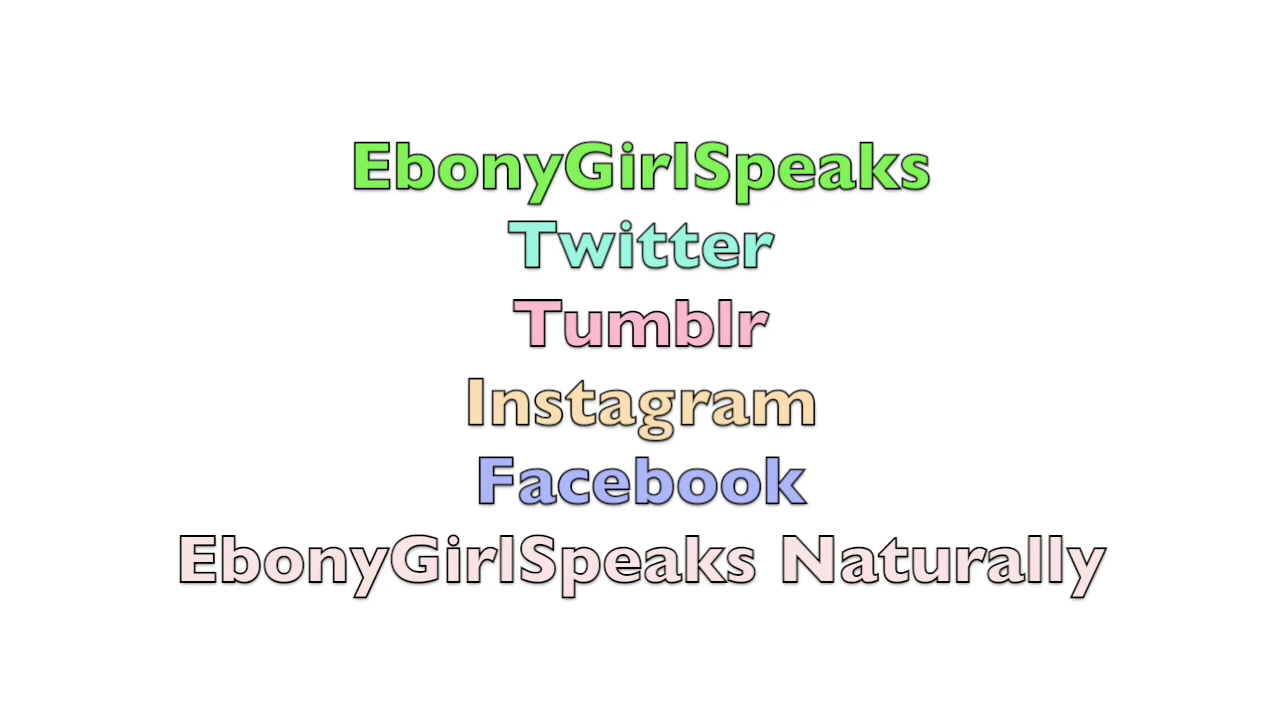 EbonyGirlSpeaks
Twitter
Tumblr
Instagram
Facebook
EbonyGirlSpeaks Naturally